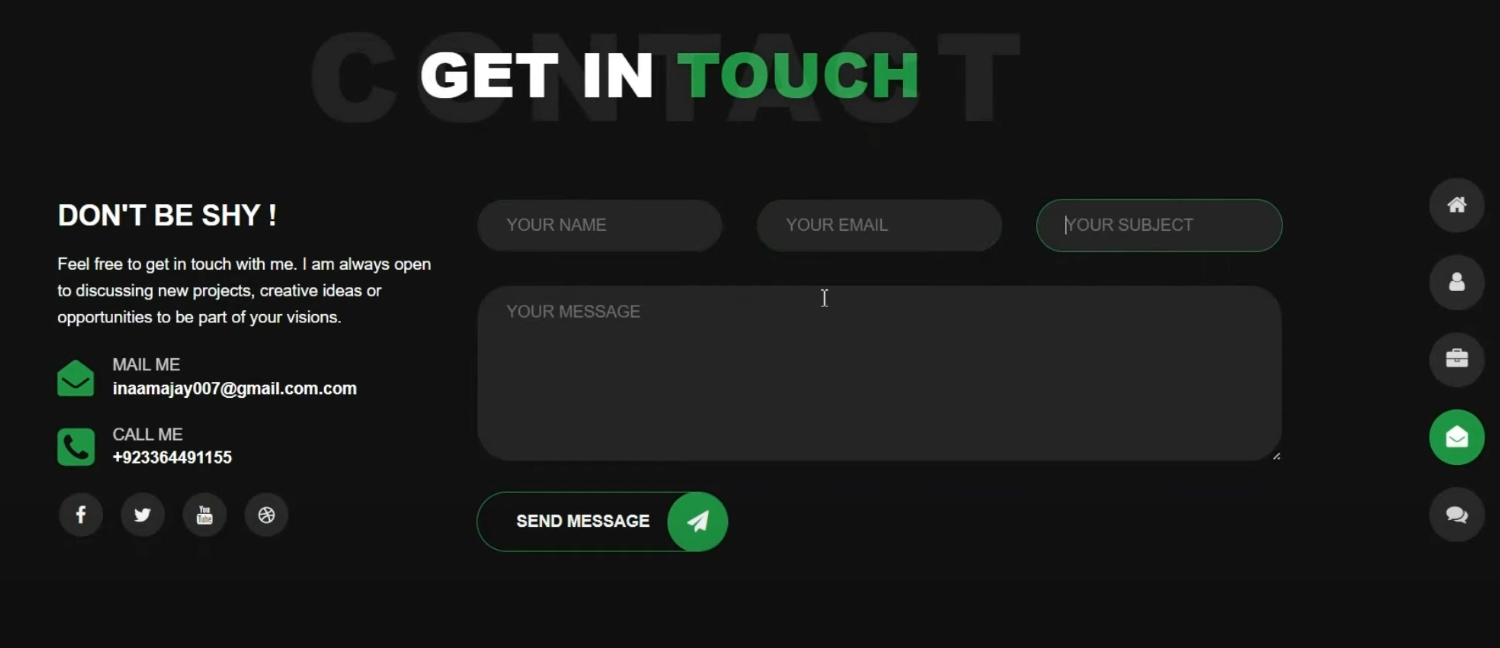 CONTACT
GET IN TOUCH
DON'T BE SHY !
Feel free to get in touch with me. I am always open
to discussing new projects, creative ideas or
opportunities to be part of your visions.
MAIL ME
inaamajay007@gmail.com.com
CALL ME
+923364491155
You
Tube
YOUR NAME
YOUR EMAIL
YOUR SUBJECT
YOUR MESSAGE
SEND MESSAGE